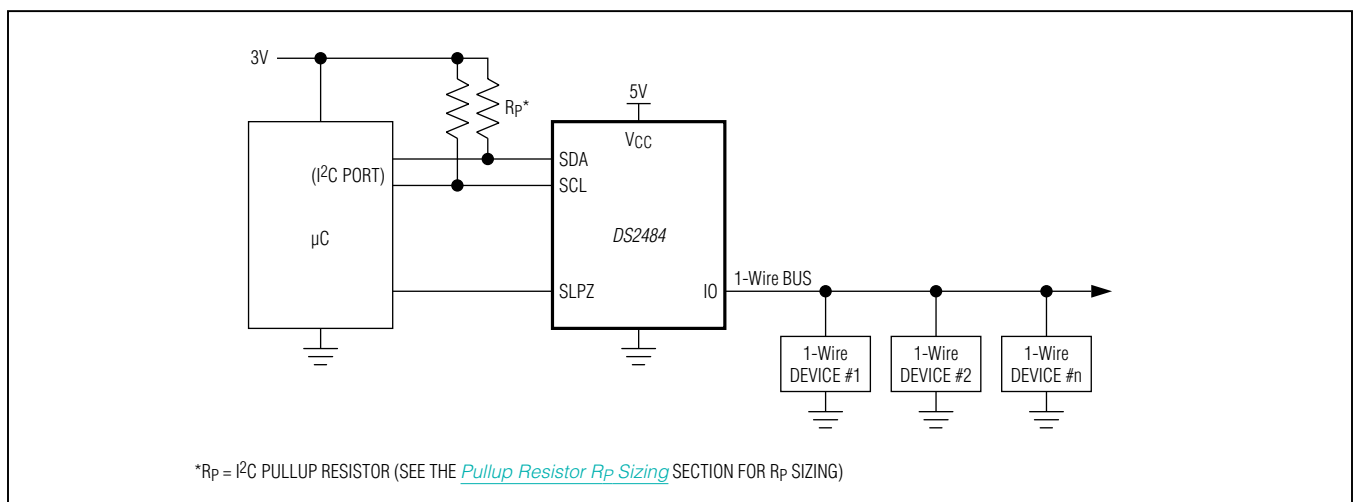 3V
RP*
5V
VCC
(I²C PORT)
SDA
SCL
µC
DS2484
SLPZ
IO
1-Wire BUS
1-Wire
DEVICE #1
1-Wire
DEVICE #2
1-Wire
DEVICE #n
*RP = I²C PULLUP RESISTOR (SEE THE Pullup Resistor RP Sizing SECTION FOR RP SIZING)